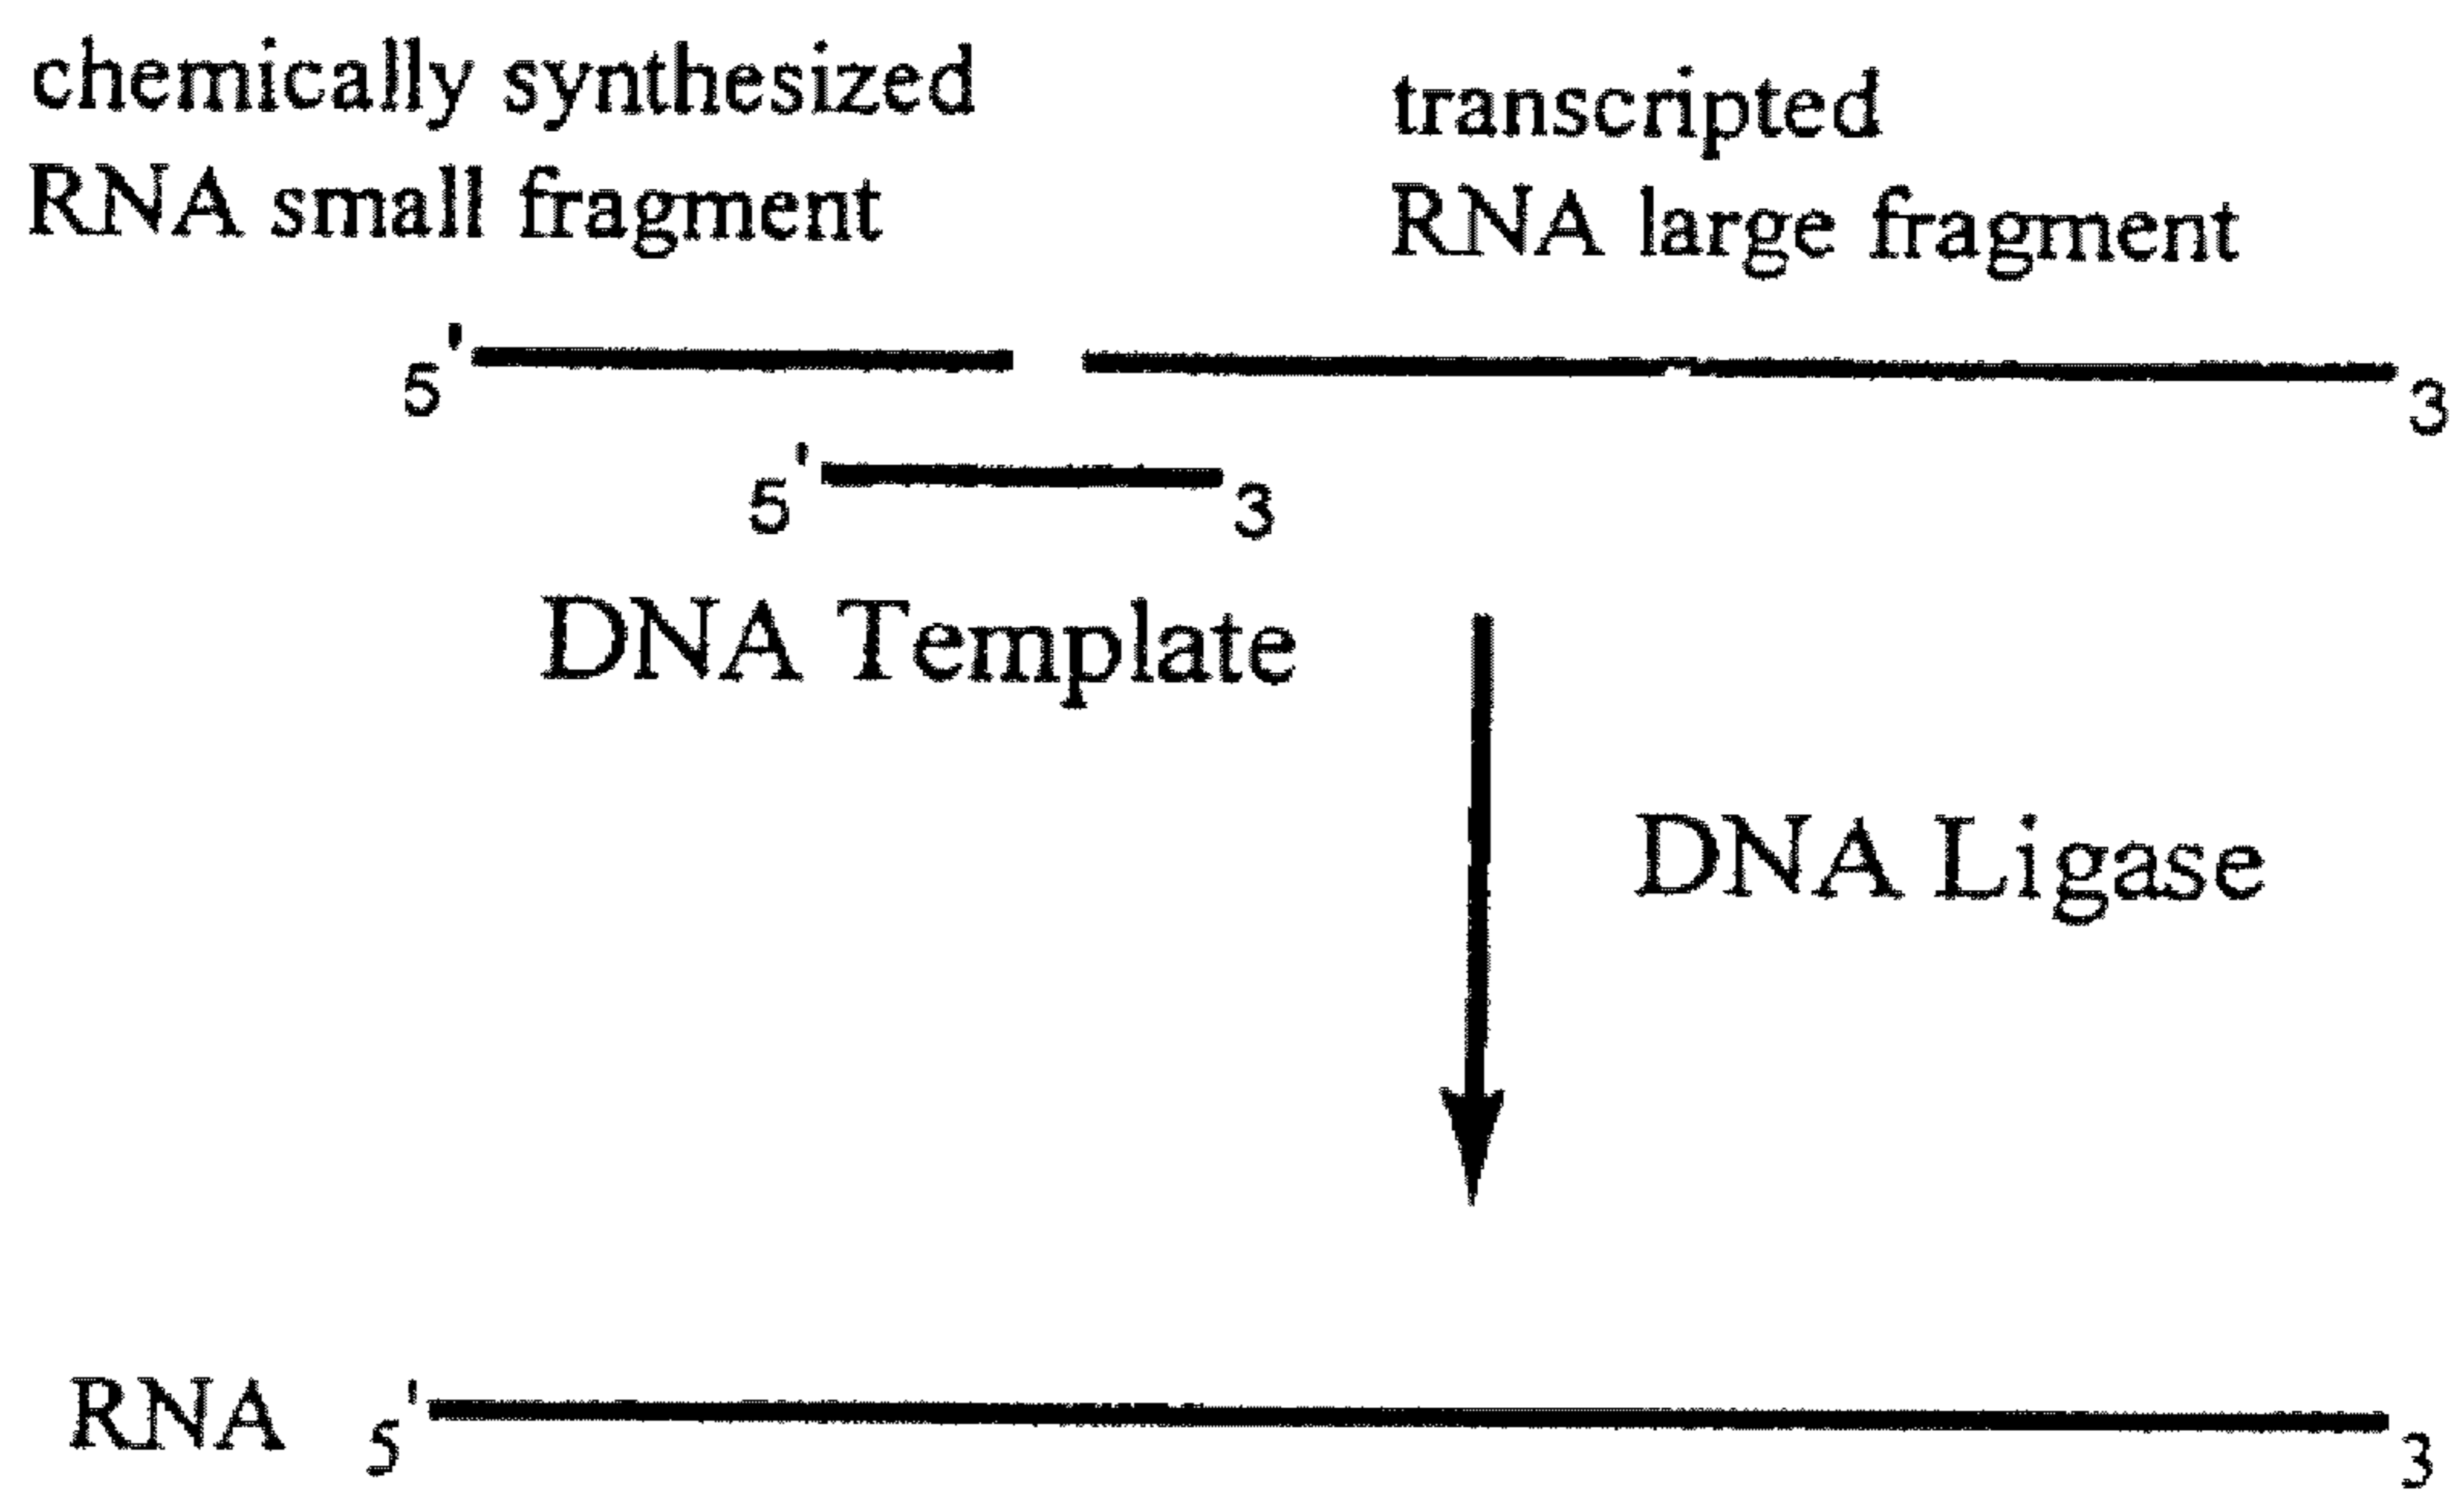 chemically synthesized
RNA small fragment
transcripted
RNA large fragment
5' 3
5' 3
DNA Template
DNA Ligase
RNA 5' 3